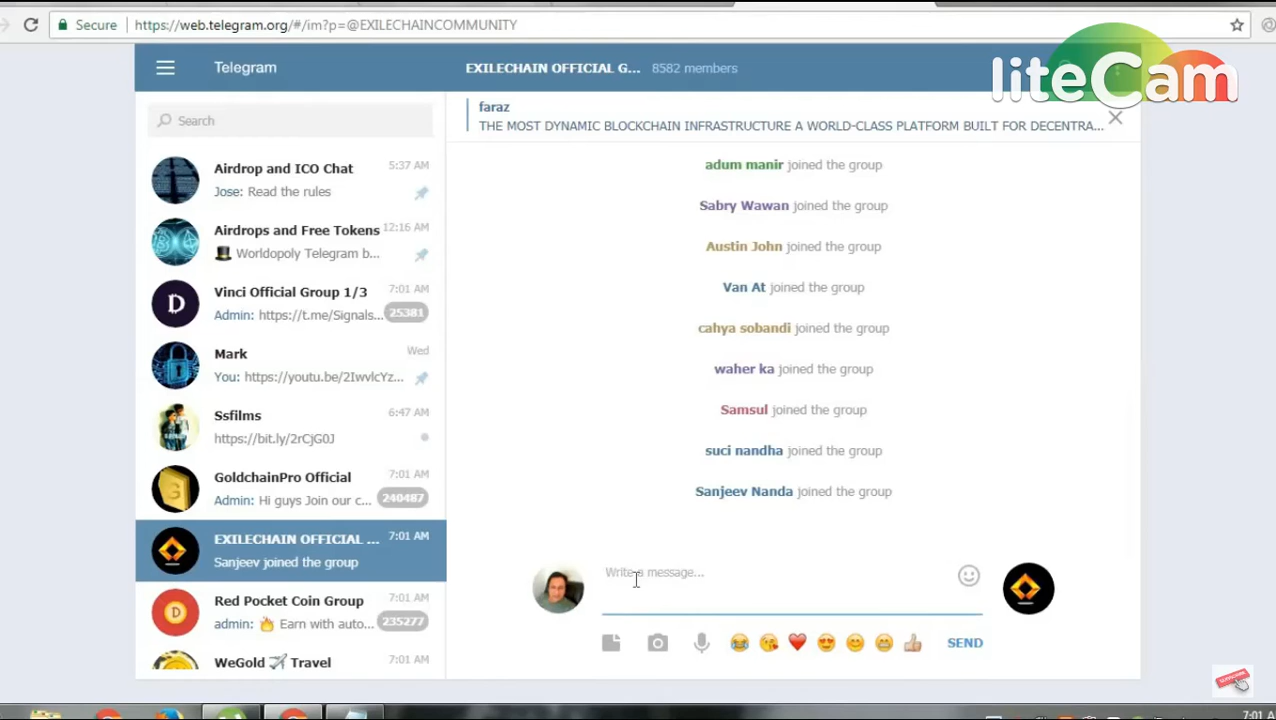 Secure https://web.telegram.org/#/im?p=@EXILECHAINCOMMUNITY
liteCam
Telegram
EXILECHAIN OFFICIAL G... 8582 members
Search
faraz
THE MOST DYNAMIC BLOCKCHAIN INFRASTRUCTURE A WORLD-CLASS PLATFORM BUILT FOR DECENTRA...
Airdrop and ICO Chat 5:37 AM
Jose: Read the rules
Airdrops and Free Tokens 12:16 AM
Worldopoly Telegram b...
Vinci Official Group 1/3 7:01 AM
Admin: https://t.me/Signals... 25381
Mark Wed
You: https://youtu.be/2IwvlcYz...
Ssfilms 6:47 AM
https://bit.ly/2rCjG0J
GoldchainPro Official 7:01 AM
Admin: Hi guys Join our c... 240487
EXILECHAIN OFFICIAL ... 7:01 AM
Sanjeev joined the group
Red Pocket Coin Group 7:01 AM
admin: 🔥 Earn with auto... 235277
WeGold ✈️ Travel 7:01 AM
adum manir joined the group
Sabry Wawan joined the group
Austin John joined the group
Van At joined the group
cahya sobandi joined the group
waher ka joined the group
Samsul joined the group
suci nandha joined the group
Sanjeev Nanda joined the group
Write a message...
SEND
SUBSCRIBE
7:01 A